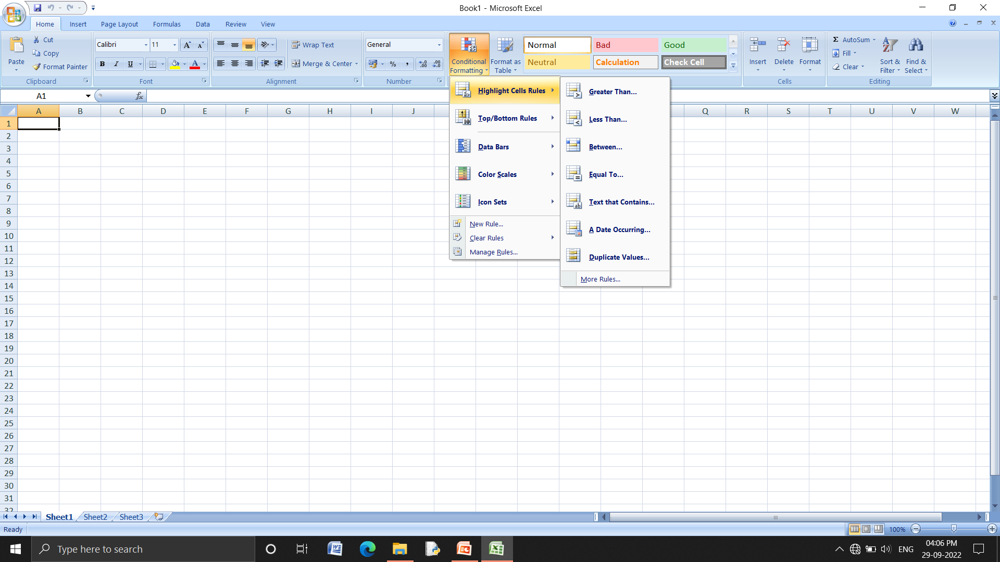 Book1 - Microsoft Excel
Home Insert Page Layout Formulas Data Review View
Paste
Cut
Copy
Format Painter
Clipboard
Calibri 11
B I U
A A A
Font
Wrap Text
Merge & Center
Alignment
General
% ,
Number
Conditional Formatting
Format as Table
Normal Bad Good
Neutral Calculation Check Cell
Insert Delete Format
Cells
Σ AutoSum
Fill
Clear
Sort & Filter
Find & Select
Editing
A1 fx
Highlight Cells Rules
Top/Bottom Rules
Data Bars
Color Scales
Icon Sets
New Rule...
Clear Rules
Manage Rules...
Greater Than...
Less Than...
Between...
Equal To...
Text that Contains...
A Date Occurring...
Duplicate Values...
More Rules...
A B C D E F G H I J Q R S T U V W
1
2
3
4
5
6
7
8
9
10
11
12
13
14
15
16
17
18
19
20
21
22
23
24
25
26
27
28
29
30
31
32
Sheet1 Sheet2 Sheet3
Ready 100%
Type here to search
ENG
04:06 PM
29-09-2022